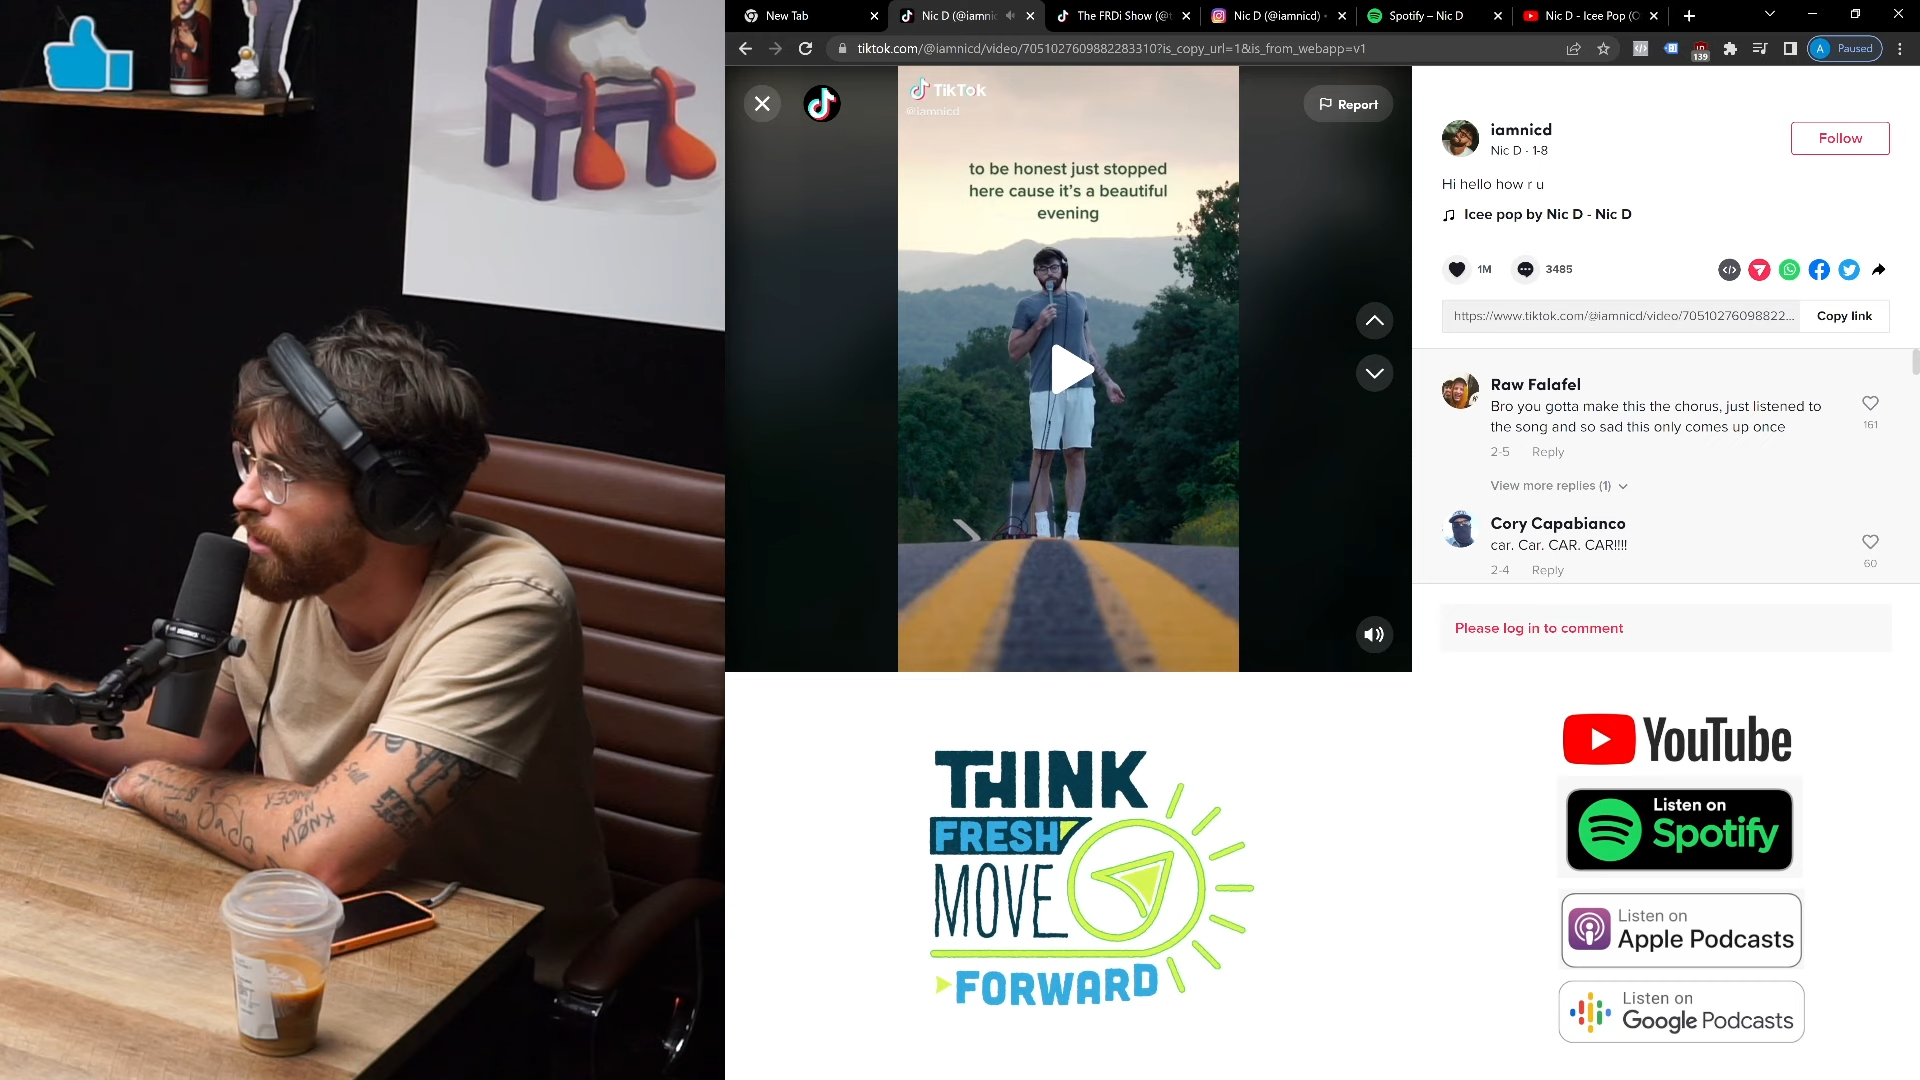 New Tab
Nic D (@iamnic
The FRDi Show (@t
Nic D (@iamnicd) •
Spotify – Nic D
Nic D - Icee Pop (O
tiktok.com/@iamnicd/video/7051027609882283310?is_copy_url=1&is_from_webapp=v1
139
A
Paused
TikTok
@iamnicd
Report
to be honest just stopped
here cause it's a beautiful
evening
iamnicd
Nic D · 1-8
Follow
Hi hello how r u
Icee pop by Nic D - Nic D
1M
3485
https://www.tiktok.com/@iamnicd/video/70510276098822...
Copy link
Raw Falafel
Bro you gotta make this the chorus, just listened to
the song and so sad this only comes up once
161
2-5 Reply
View more replies (1)
Cory Capabianco
car. Car. CAR. CAR!!!!
60
2-4 Reply
Please log in to comment
THINK
FRESH
MOVE
FORWARD
YouTube
Listen on
Spotify
Listen on
Apple Podcasts
Listen on
Google Podcasts
Dada
KNOW
NO